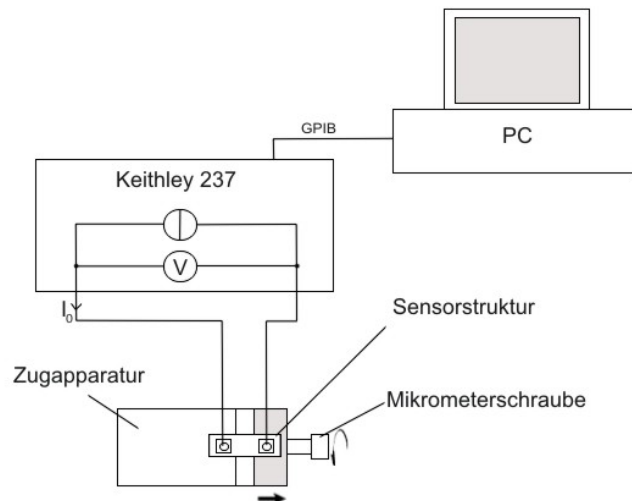 GPIB
PC
Keithley 237
V
I₀
Sensorstruktur
Zugapparatur
Mikrometerschraube